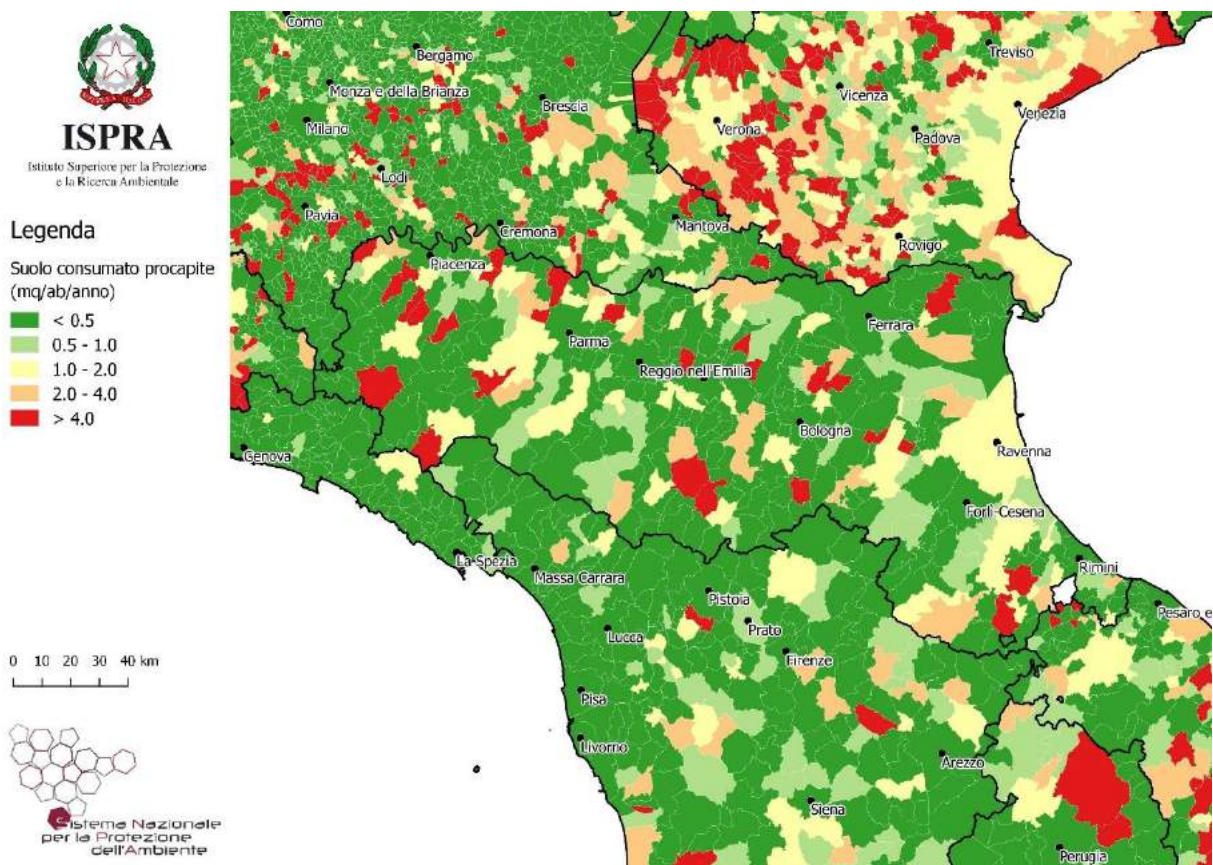 ISPRA
Istituto Superiore per la Protezione
e la Ricerca Ambientale
Legenda
Suolo consumato procapite
(mq/ab/anno)
< 0.5
0.5 - 1.0
1.0 - 2.0
2.0 - 4.0
> 4.0
0 10 20 30 40 km
Sistema Nazionale
per la Protezione
dell'Ambiente
Como
Bergamo
Treviso
Monza e della Brianza
Vicenza
Brescia
Venezia
Milano
Verona
Padova
Lodi
Pavia
Mantova
Cremona
Rovigo
Piacenza
Ferrara
Parma
Reggio nell'Emilia
Bologna
Ravenna
Genova
Forlì-Cesena
La Spezia
Massa Carrara
Rimini
Pistoia
Pesaro e
Prato
Lucca
Firenze
Pisa
Livorno
Arezzo
Siena
Perugia